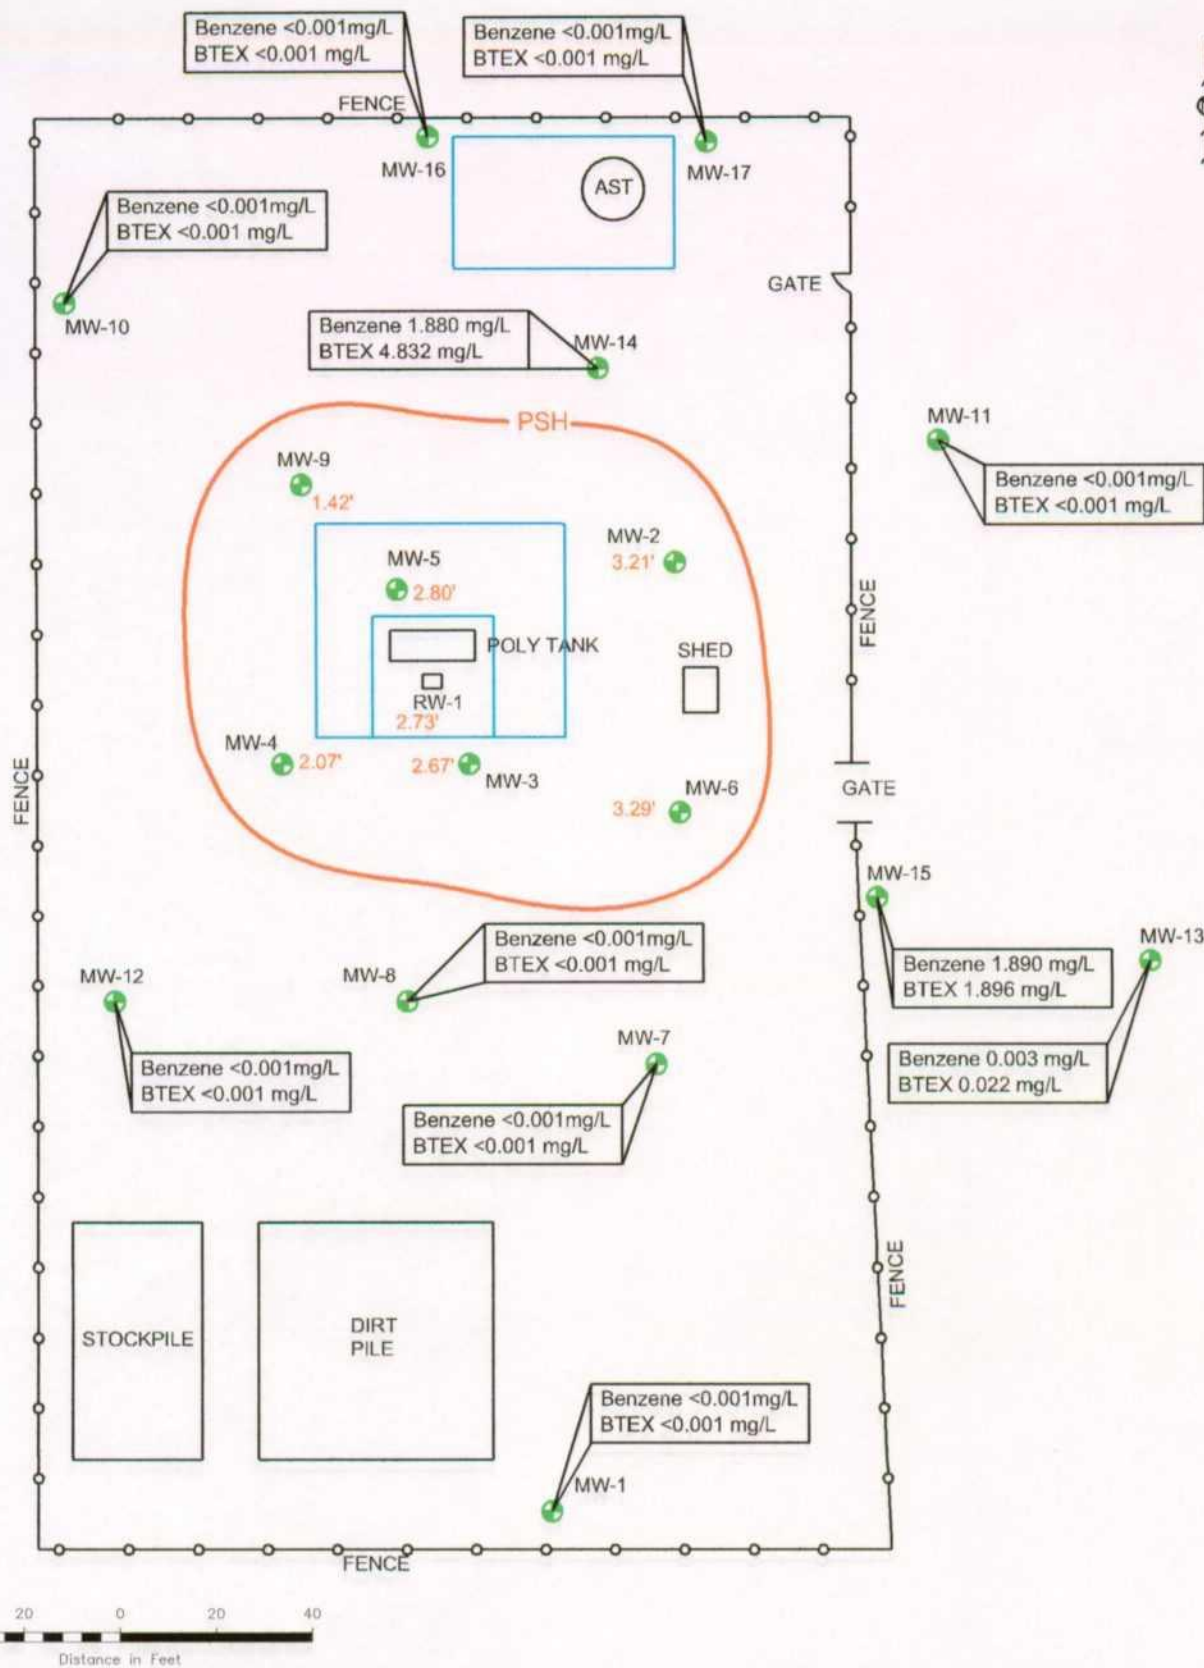 Benzene <0.001mg/L
BTEX <0.001 mg/L
Benzene <0.001mg/L
BTEX <0.001 mg/L
FENCE
MW-16
AST
MW-17
Benzene <0.001mg/L
BTEX <0.001 mg/L
MW-10
GATE
Benzene 1.880 mg/L
BTEX 4.832 mg/L
MW-14
PSH
MW-11
Benzene <0.001mg/L
BTEX <0.001 mg/L
MW-9
1.42'
MW-2
3.21'
MW-5
2.80'
FENCE
POLY TANK
SHED
RW-1
2.73'
MW-4
2.07'
2.67'
MW-3
FENCE
GATE
MW-6
3.29'
MW-15
Benzene 1.890 mg/L
BTEX 1.896 mg/L
MW-13
Benzene 0.003 mg/L
BTEX 0.022 mg/L
Benzene <0.001mg/L
BTEX <0.001 mg/L
MW-8
MW-12
Benzene <0.001mg/L
BTEX <0.001 mg/L
MW-7
Benzene <0.001mg/L
BTEX <0.001 mg/L
FENCE
STOCKPILE
DIRT
PILE
Benzene <0.001mg/L
BTEX <0.001 mg/L
MW-1
FENCE
20 0 20 40
Distance in Feet